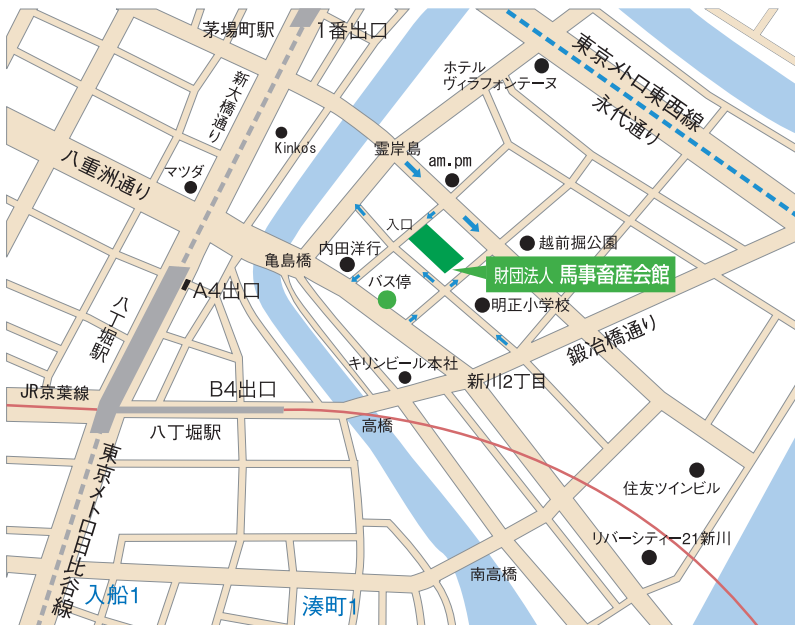 茅場町駅
1番出口
新大橋通り
ホテル
ヴィラフォンテーヌ
東京メトロ東西線
永代通り
八重洲通り
マツダ
Kinko's
霊岸島
am.pm
入口
内田洋行
亀島橋
バス停
越前堀公園
財団法人 馬事畜産会館
明正小学校
A4出口
八丁堀駅
鍛冶橋通り
キリンビール本社
新川2丁目
JR京葉線
B4出口
八丁堀駅
高橋
東京メトロ日比谷線
住友ツインビル
リバーシティー21新川
南高橋
入船1
湊町1